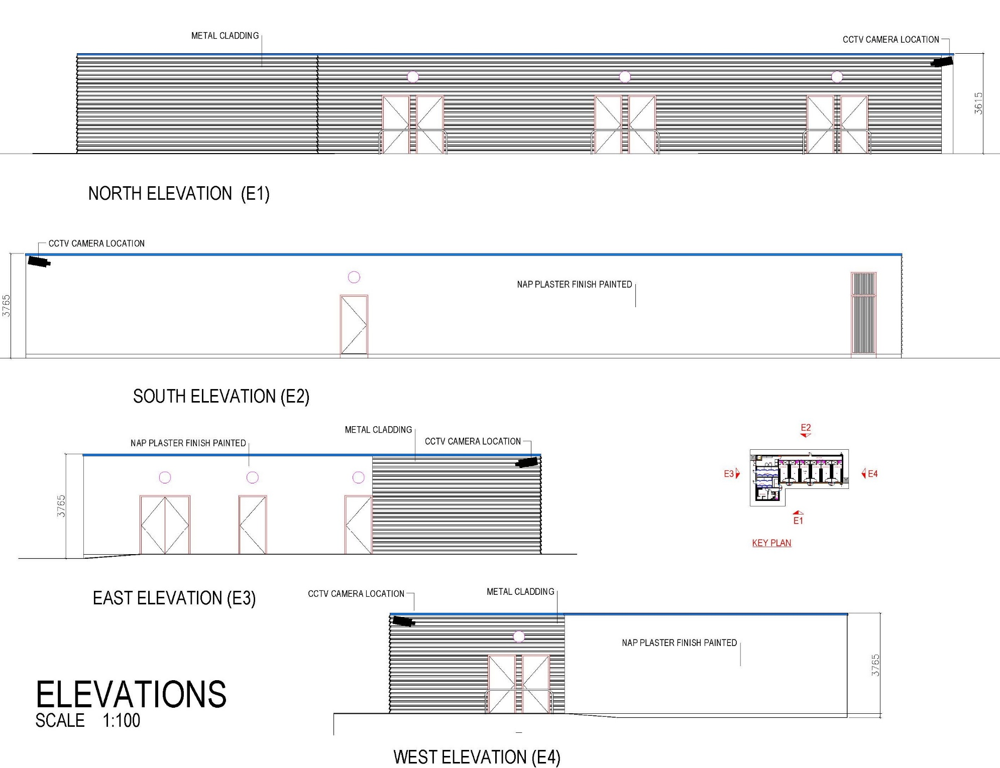 METAL CLADDING
CCTV CAMERA LOCATION
3615
NORTH ELEVATION (E1)
CCTV CAMERA LOCATION
NAP PLASTER FINISH PAINTED
3765
SOUTH ELEVATION (E2)
METAL CLADDING
NAP PLASTER FINISH PAINTED
CCTV CAMERA LOCATION
3765
EAST ELEVATION (E3)
E2
E3
E4
E1
KEY PLAN
CCTV CAMERA LOCATION
METAL CLADDING
NAP PLASTER FINISH PAINTED
3765
ELEVATIONS
SCALE 1:100
WEST ELEVATION (E4)